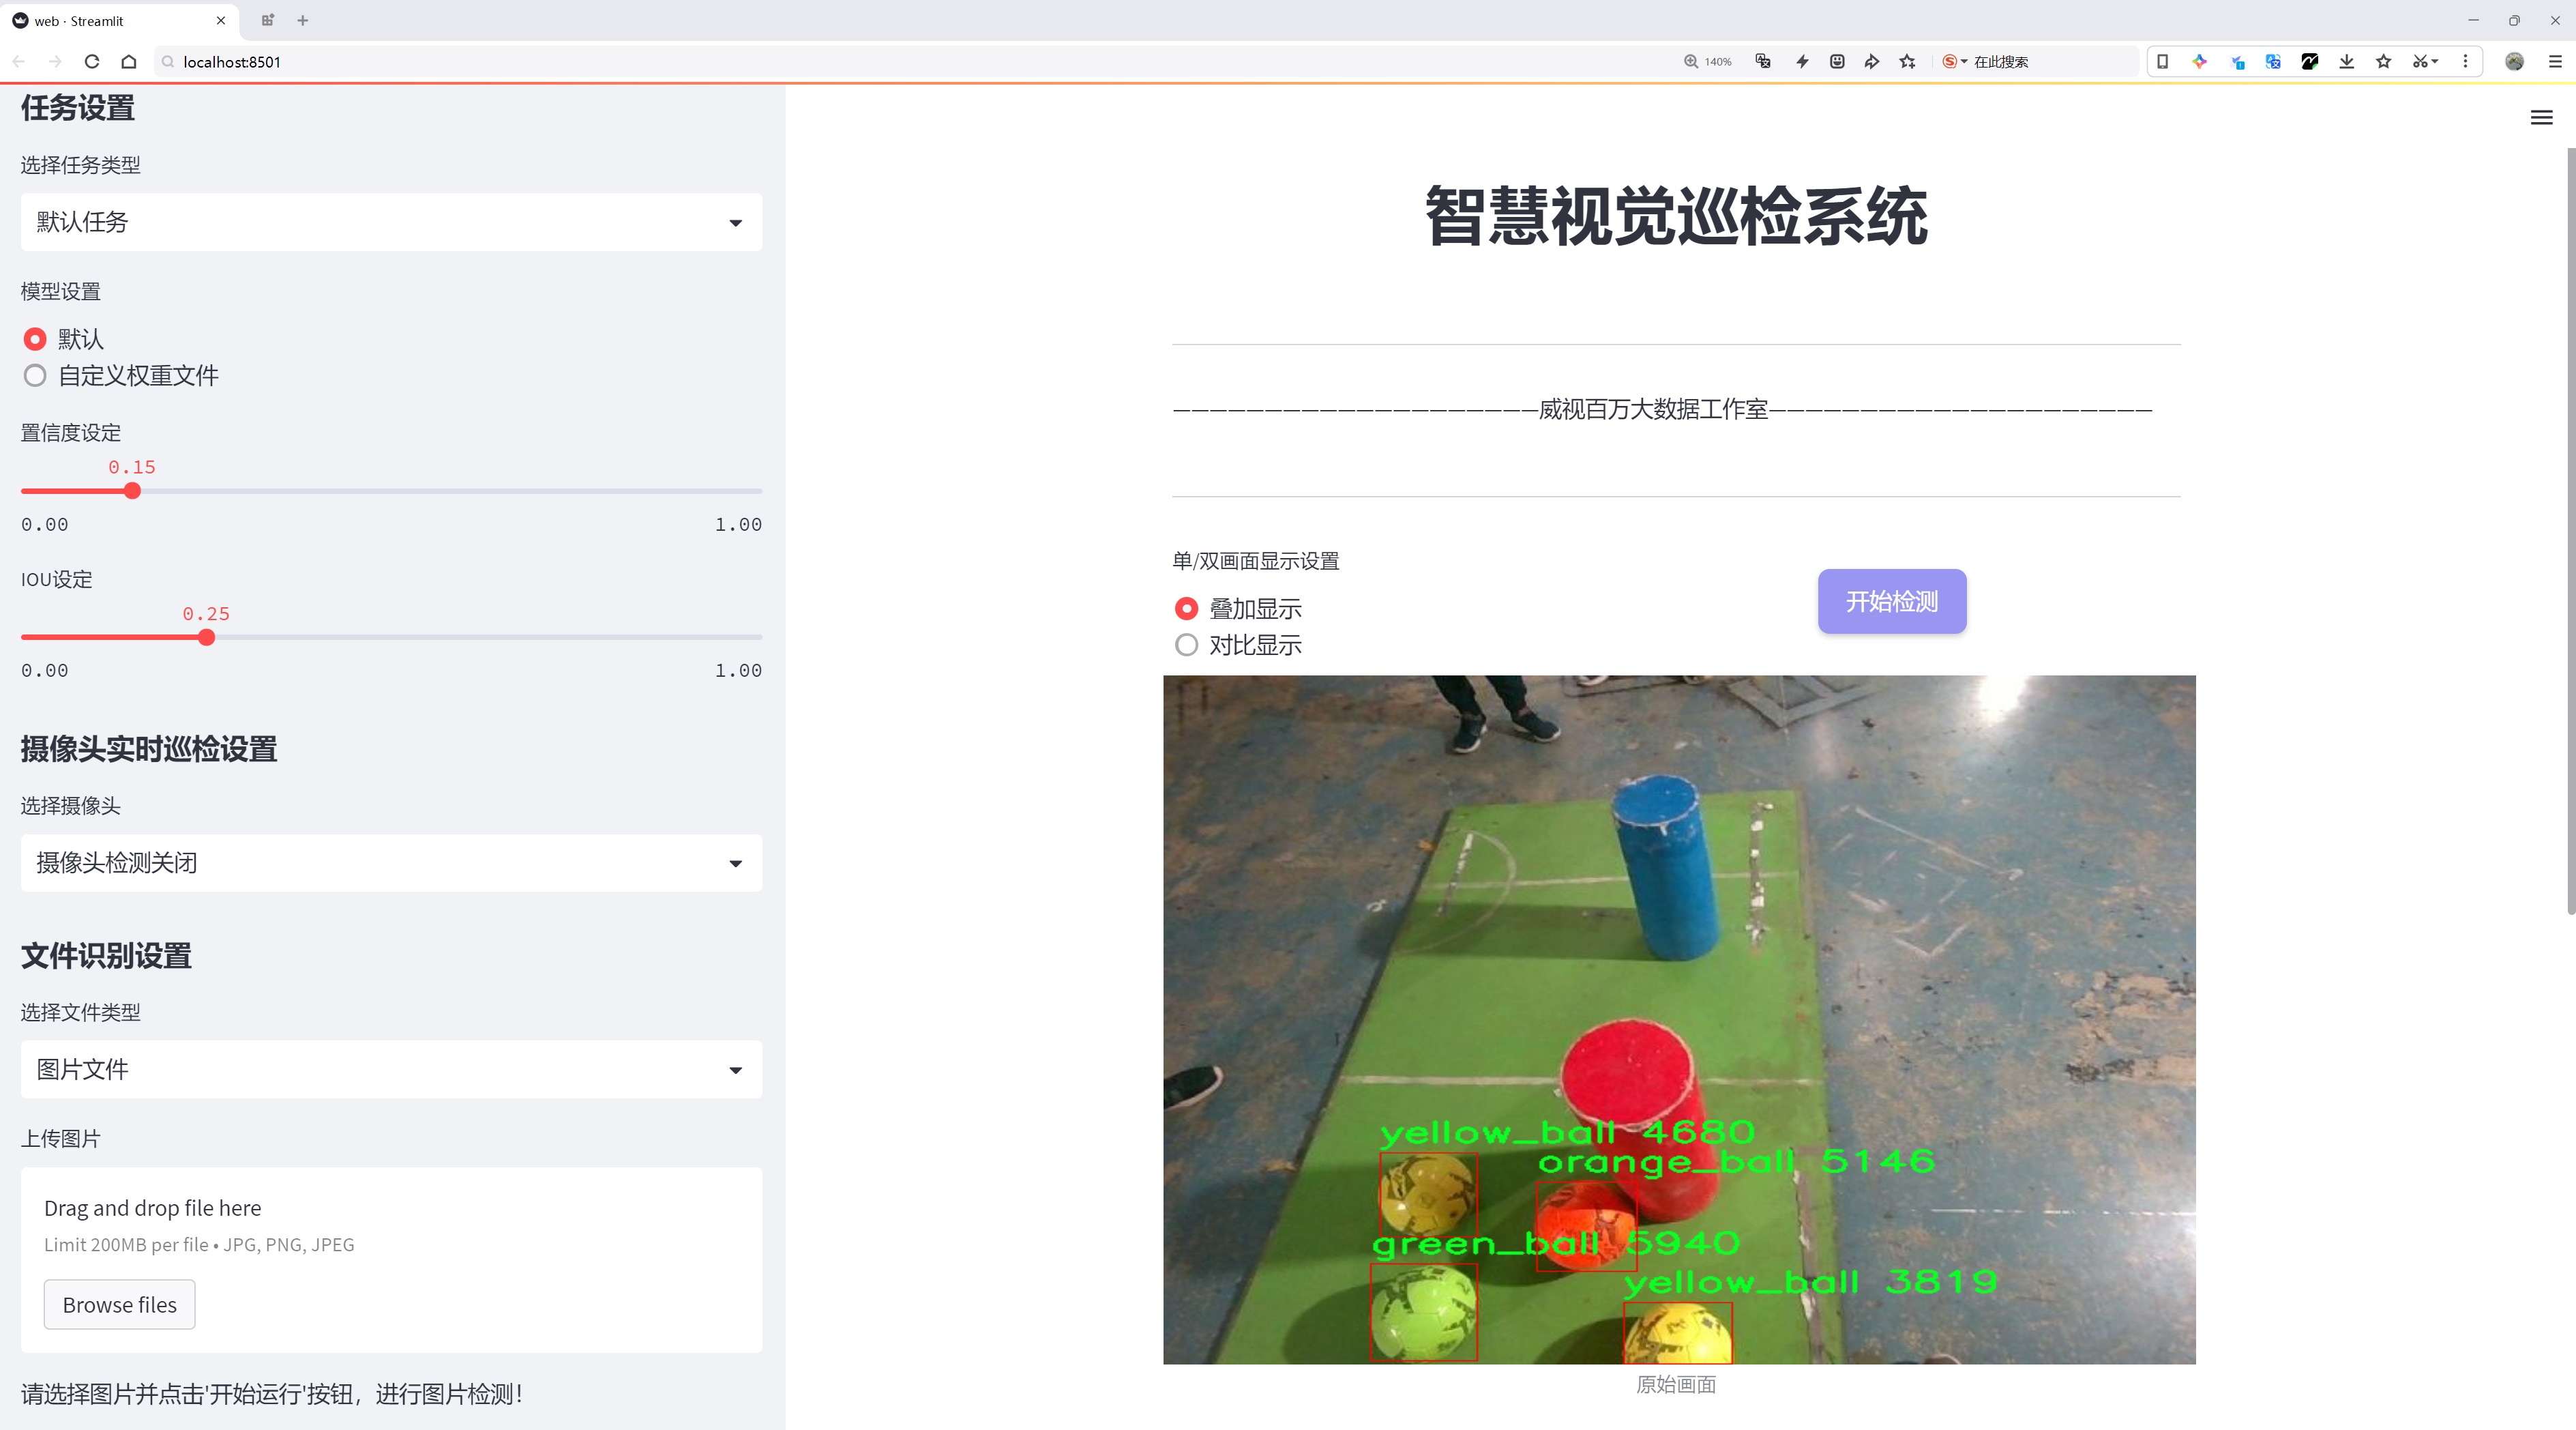 web · Streamlit
localhost:8501
140%
在此搜索
任务设置
选择任务类型
默认任务
模型设置
默认
自定义权重文件
置信度设定
0.15
0.00 1.00
IOU设定
0.25
0.00 1.00
摄像头实时巡检设置
选择摄像头
摄像头检测关闭
文件识别设置
选择文件类型
图片文件
上传图片
Drag and drop file here
Limit 200MB per file • JPG, PNG, JPEG
Browse files
请选择图片并点击'开始运行'按钮，进行图片检测！
智慧视觉巡检系统
————————————————————威视百万大数据工作室—————————————————————
单/双画面显示设置
叠加显示
对比显示
开始检测
yellow_ball 4680
orange_ball 5146
green_ball 5940
yellow_ball 3819
原始画面